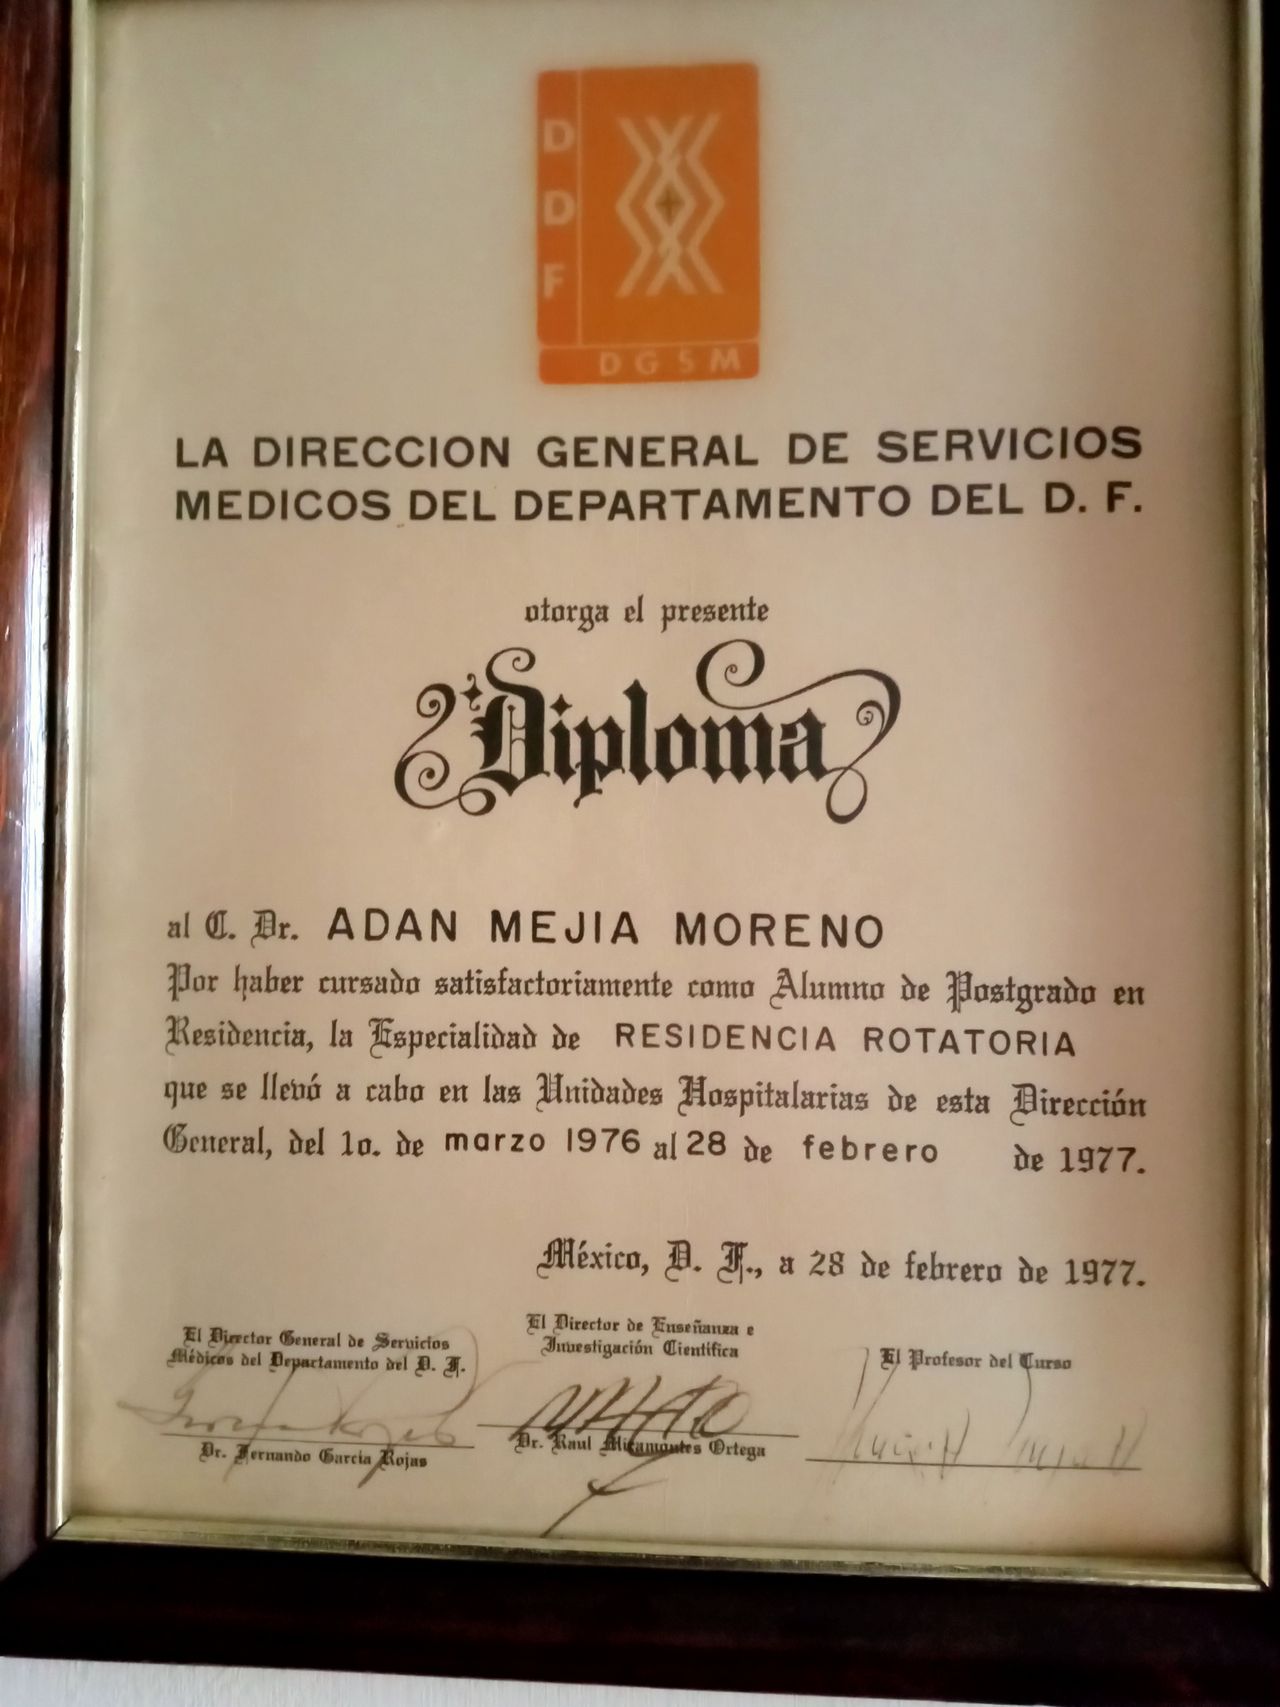 D
D
F
DGSM
LA DIRECCION GENERAL DE SERVICIOS
MEDICOS DEL DEPARTAMENTO DEL D. F.
otorga el presente
Diploma
al C. Dr. ADAN MEJIA MORENO
Por haber cursado satisfactoriamente como Alumno de Postgrado en
Residencia, la Especialidad de RESIDENCIA ROTATORIA
que se llevó a cabo en las Unidades Hospitalarias de esta Dirección
General, del 1o. de marzo 1976 al 28 de febrero de 1977.
México, D. F., a 28 de febrero de 1977.
El Director General de Servicios
Médicos del Departamento del D. F.
Dr. Fernando García Rojas
El Director de Enseñanza e
Investigación Científica
Dr. Raul Miramontes Ortega
El Profesor del Curso